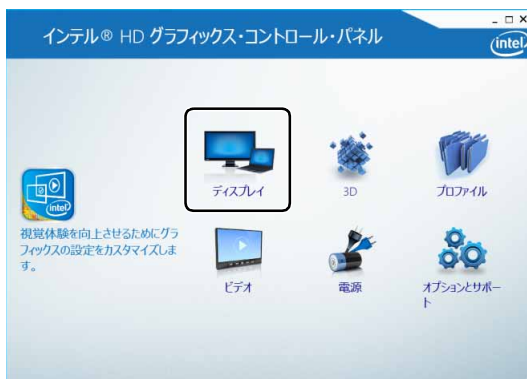 インテル® HD グラフィックス・コントロール・パネル
intel
ディスプレイ
3D
プロファイル
intel
視覚体験を向上させるためにグラ
フィックスの設定をカスタマイズしま
す。
ビデオ
電源
オプションとサポー
ト